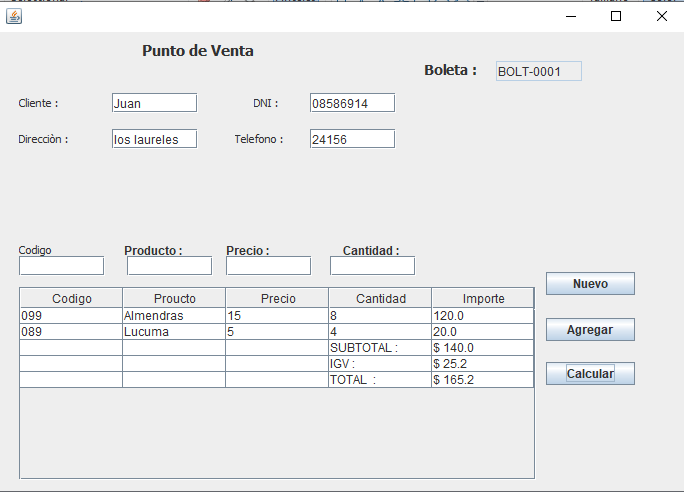 Punto de Venta
Boleta : BOLT-0001
Cliente : Juan DNI : 08586914
Direcciòn : los laureles Telefono : 24156
Codigo Producto : Precio : Cantidad :
Nuevo
Codigo Proucto Precio Cantidad Importe
099 Almendras 15 8 120.0
089 Lucuma 5 4 20.0
Agregar
SUBTOTAL : $ 140.0
IGV : $ 25.2
TOTAL : $ 165.2
Calcular